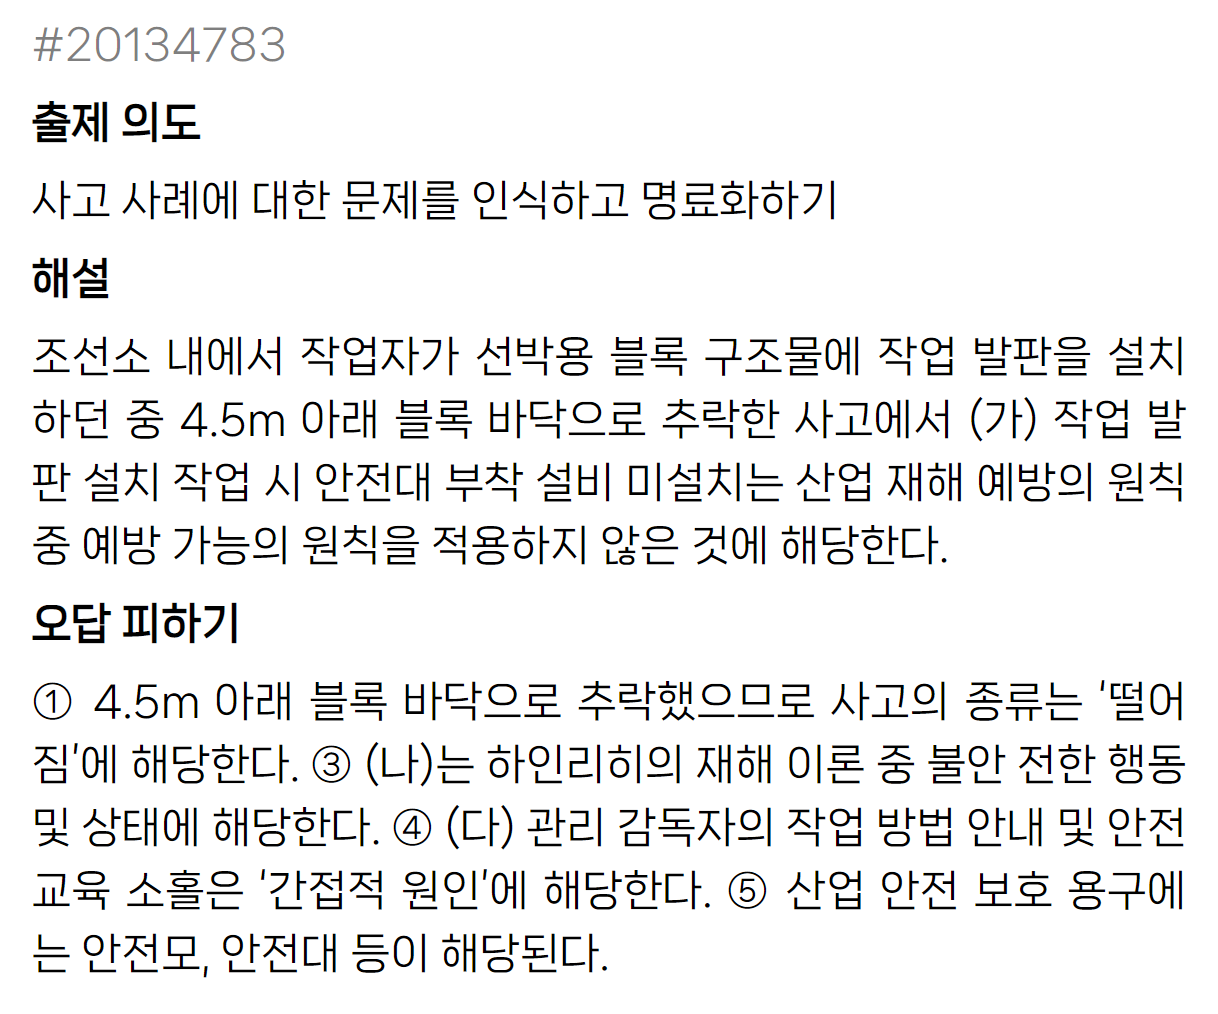 #20134783
출제 의도
사고 사례에 대한 문제를 인식하고 명료화하기
해설
조선소 내에서 작업자가 선박용 블록 구조물에 작업 발판을 설치
하던 중 4.5m 아래 블록 바닥으로 추락한 사고에서 (가) 작업 발
판 설치 작업 시 안전대 부착 설비 미설치는 산업 재해 예방의 원칙
중 예방 가능의 원칙을 적용하지 않은 것에 해당한다.
오답 피하기
① 4.5m 아래 블록 바닥으로 추락했으므로 사고의 종류는 ‘떨어
짐’에 해당한다. ③ (나)는 하인리히의 재해 이론 중 불안 전한 행동
및 상태에 해당한다. ④ (다) 관리 감독자의 작업 방법 안내 및 안전
교육 소홀은 ‘간접적 원인’에 해당한다. ⑤ 산업 안전 보호 용구에
는 안전모, 안전대 등이 해당된다.